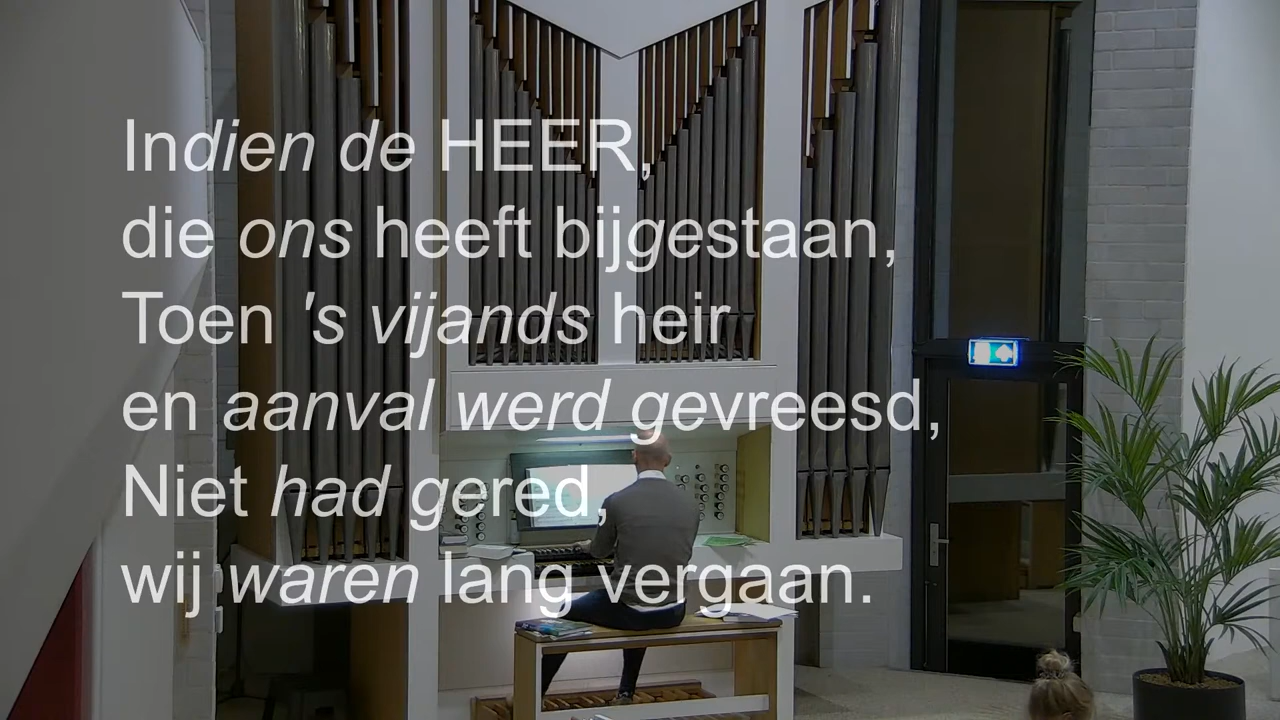 Indien de HEER,
die ons heeft bijgestaan,
Toen 's vijands heir
en aanval werd gevreesd,
Niet had gered,
wij waren lang vergaan.